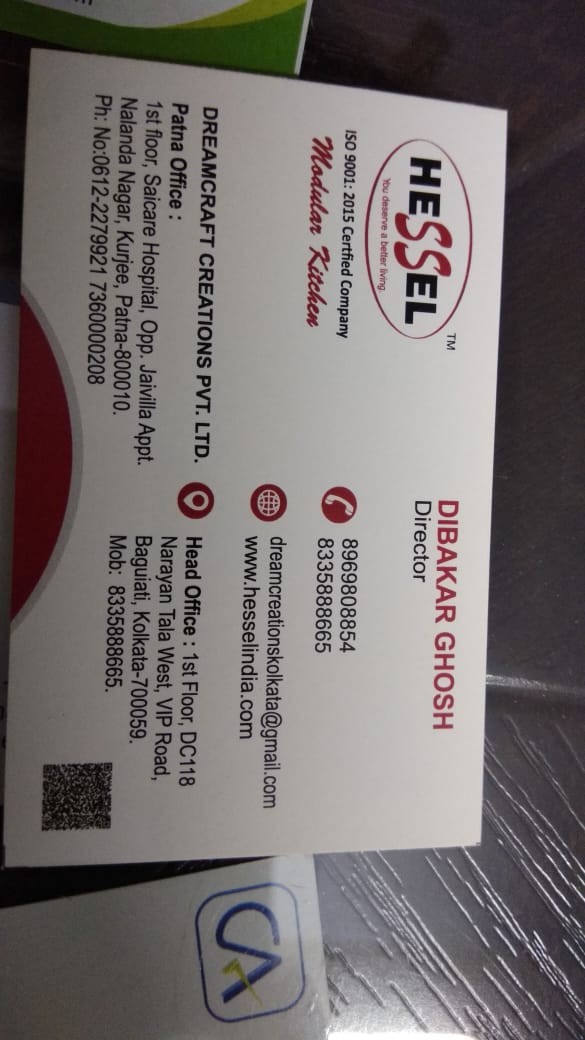 HESSEL™
You deserve a better living.
ISO 9001: 2015 Certfied Company
Modular Kitchen
DIBAKAR GHOSH
Director
8969808854
8335888665
dreamcreationskolkata@gmail.com
www.hesselindia.com
DREAMCRAFT CREATIONS PVT. LTD.
Patna Office :
1st floor, Saicare Hospital, Opp. Jaivilla Appt.
Nalanda Nagar, Kurjee, Patna-800010.
Ph: No:0612-2279921 7360000208
Head Office : 1st Floor, DC118
Narayan Tala West, VIP Road,
Baguiati, Kolkata-700059.
Mob: 8335888665.
CA